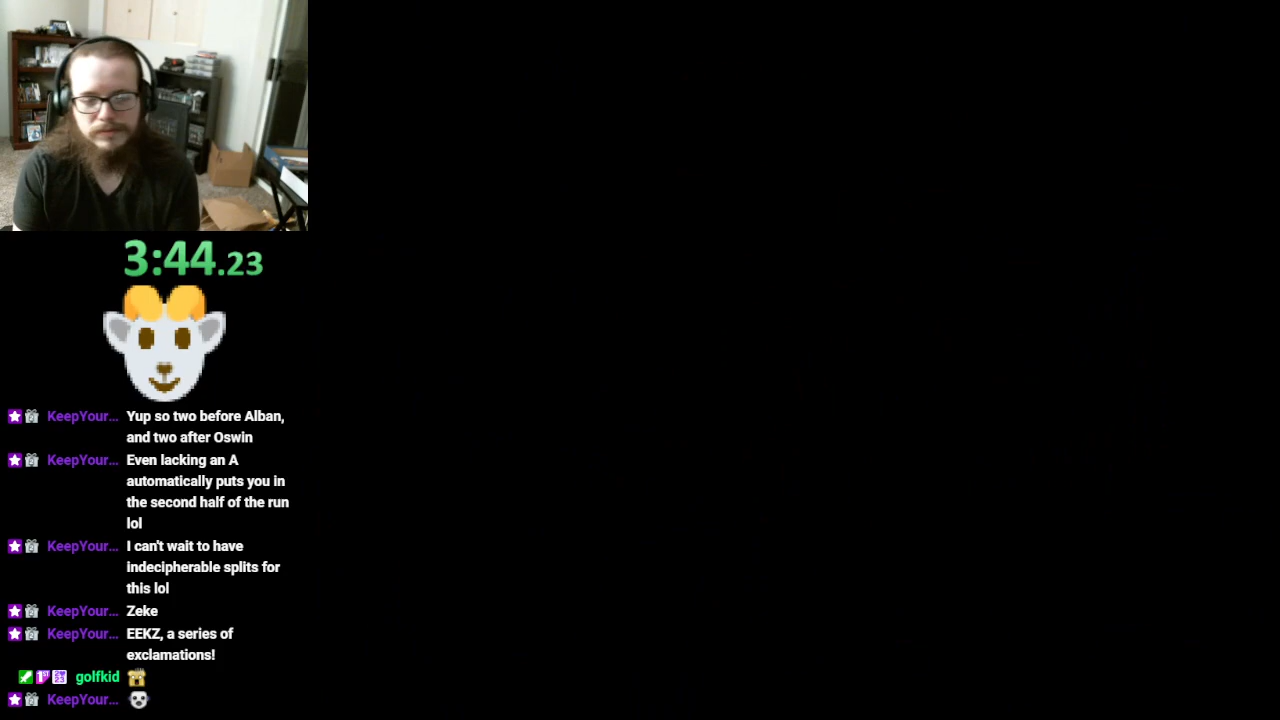 3:44.23
KeepYour... Yup so two before Alban,
and two after Oswin
KeepYour... Even lacking an A
automatically puts you in
the second half of the run
lol
KeepYour... I can't wait to have
indecipherable splits for
this lol
KeepYour... Zeke
KeepYour... EEKZ, a series of
exclamations!
golfkid
KeepYour...